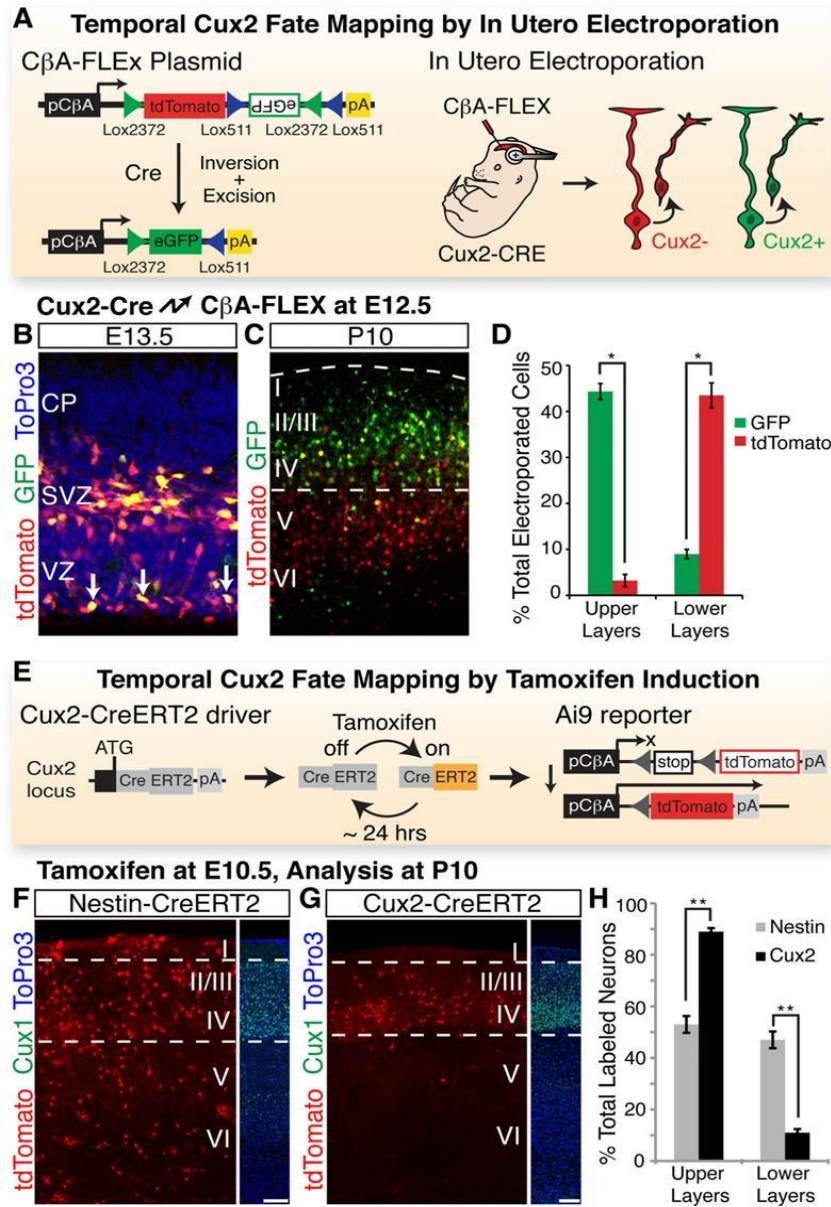 A Temporal Cux2 Fate Mapping by In Utero Electroporation
CβA-FLEx Plasmid
pCβA tdTomato eGFP pA
Lox2372 Lox511 Lox2372 Lox511
Cre Inversion
+
Excision
pCβA eGFP pA
Lox2372 Lox511
In Utero Electroporation
CβA-FLEX
Cux2-CRE
Cux2- Cux2+
Cux2-Cre CβA-FLEX at E12.5
B E13.5
tdTomato GFP ToPro3
CP
SVZ
VZ
C P10
tdTomato GFP
I
II/III
IV
V
VI
D
% Total Electroporated Cells
50
40
30
20
10
0
* *
GFP
tdTomato
Upper Lower
Layers Layers
E Temporal Cux2 Fate Mapping by Tamoxifen Induction
Cux2-CreERT2 driver
ATG
Cux2
locus
Cre ERT2 pA
Tamoxifen
off on
Cre ERT2 Cre ERT2
~ 24 hrs
Ai9 reporter
x
pCβA stop tdTomato pA
pCβA tdTomato pA
Tamoxifen at E10.5, Analysis at P10
F Nestin-CreERT2
tdTomato Cux1 ToPro3
I
II/III
IV
V
VI
G Cux2-CreERT2
tdTomato Cux1 ToPro3
I
II/III
IV
V
VI
H
% Total Labeled Neurons
100
80
60
40
20
0
** **
Nestin
Cux2
Upper Lower
Layers Layers